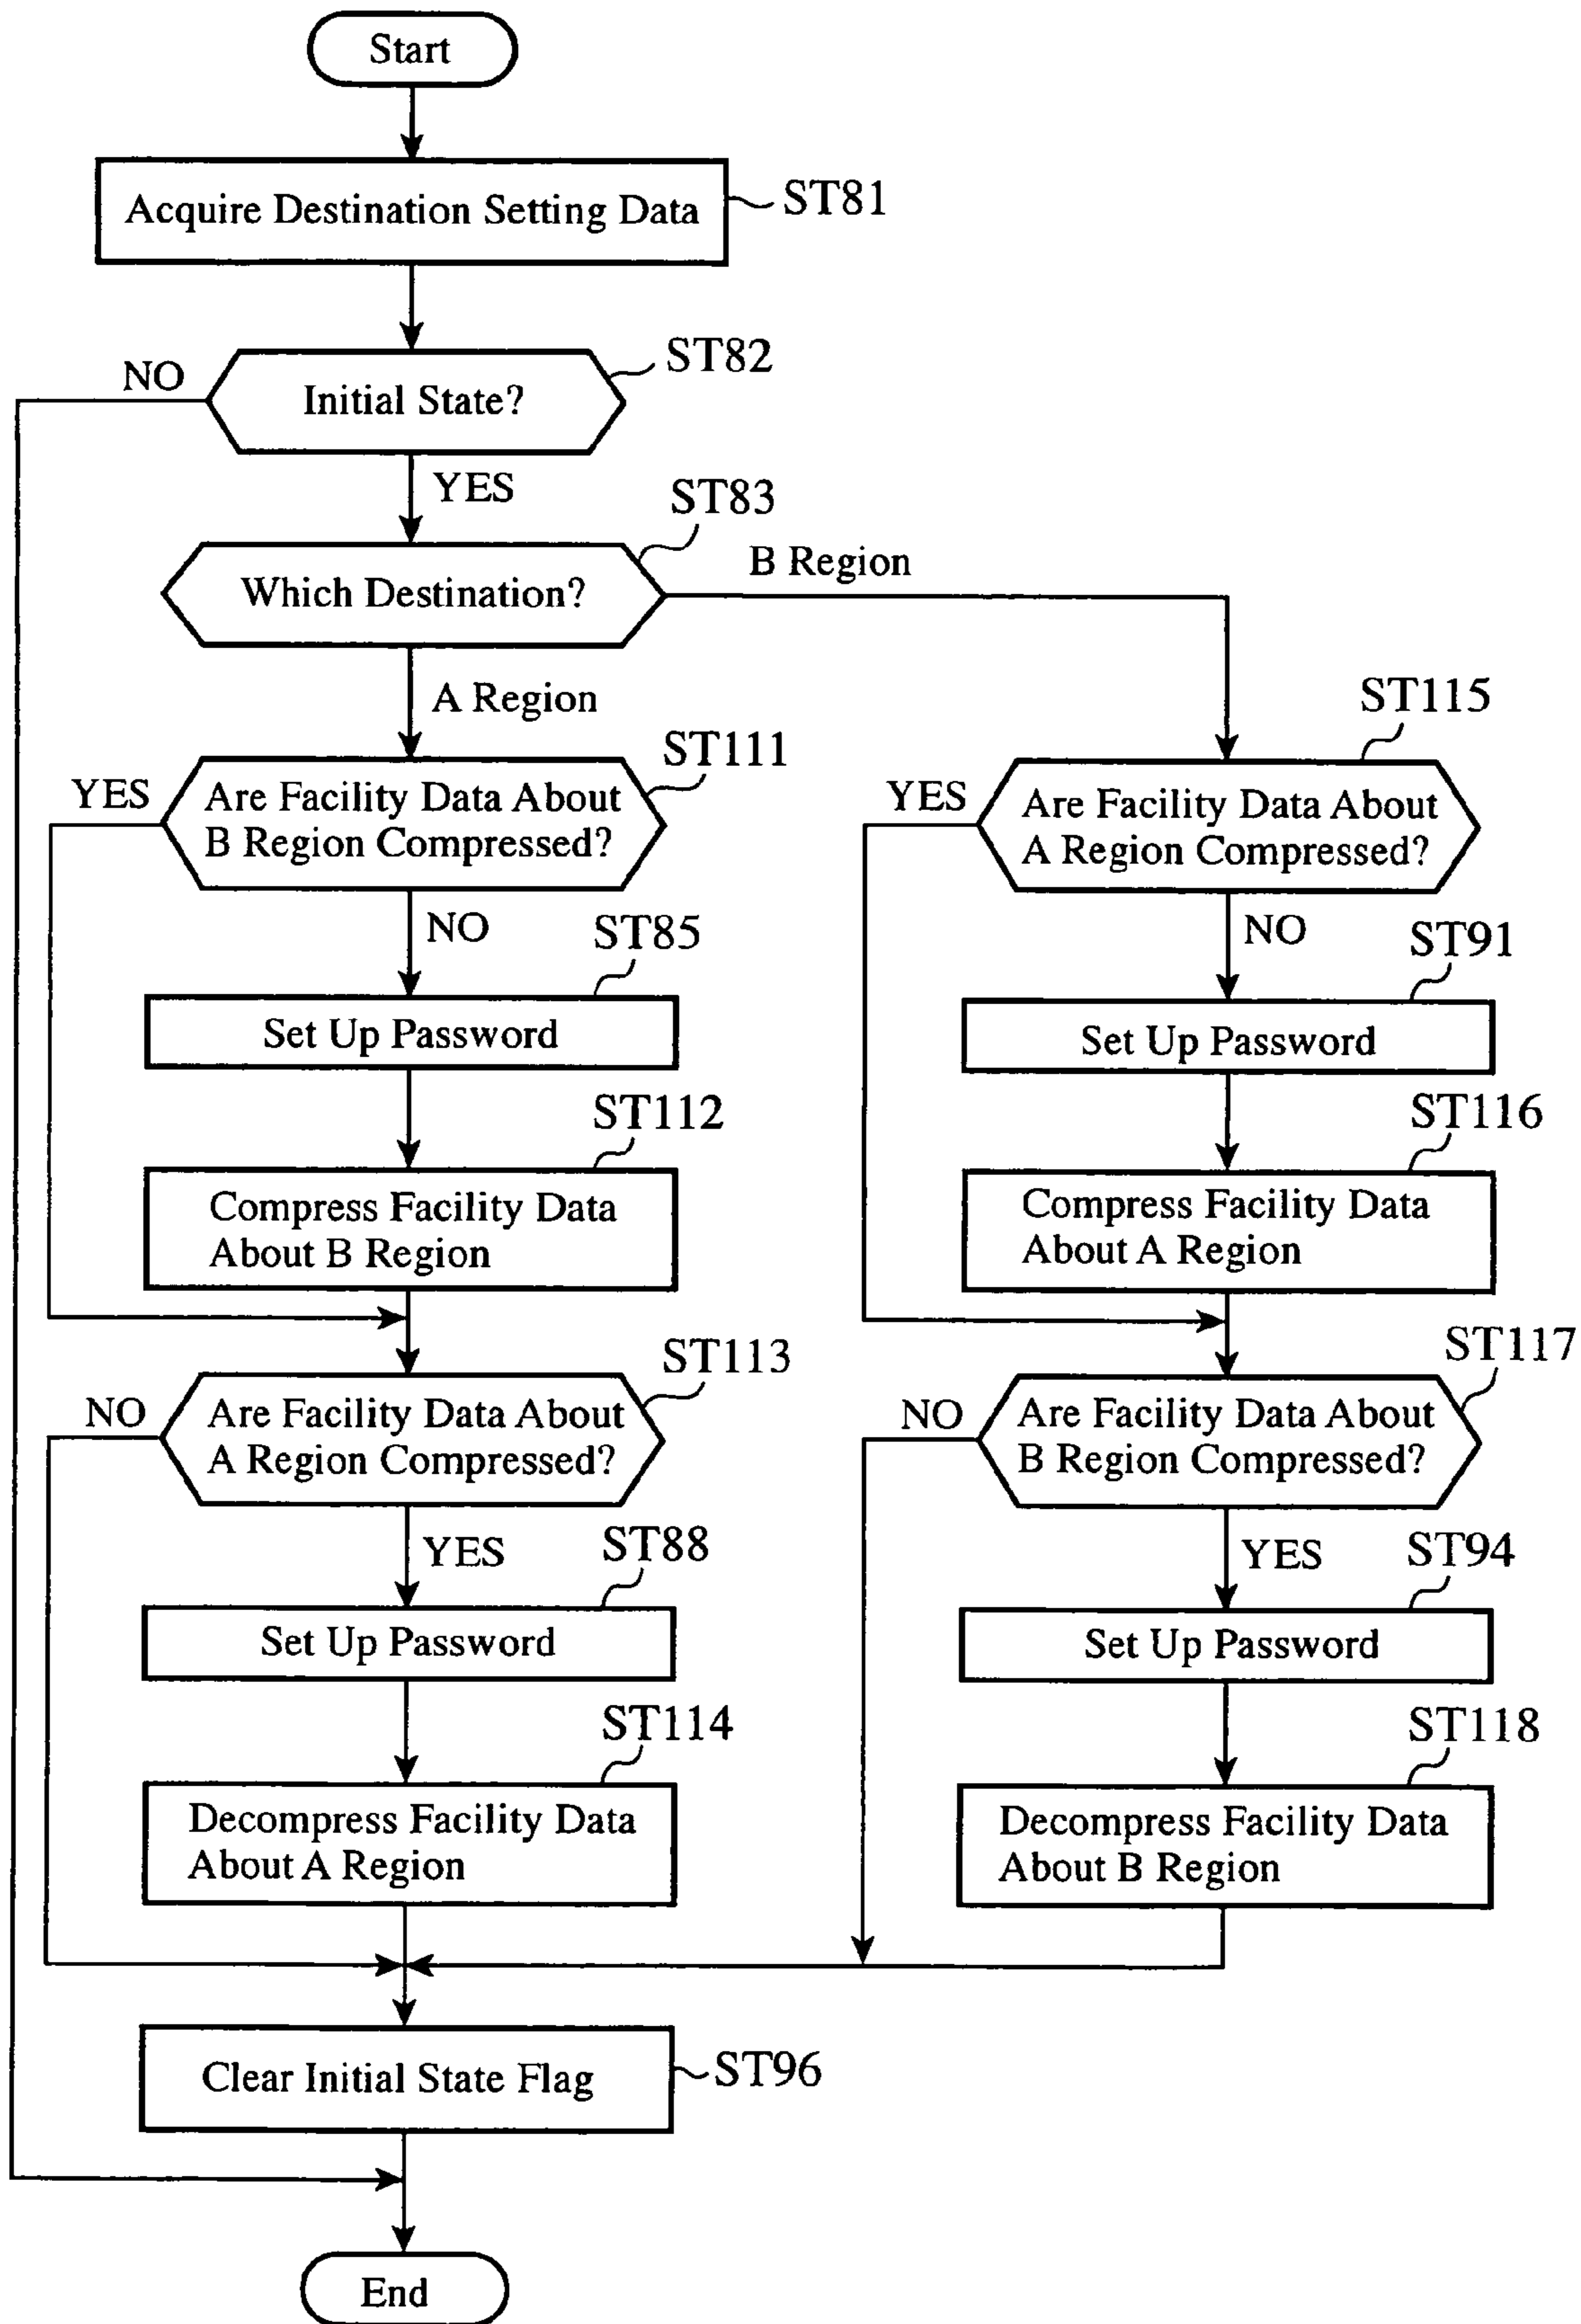 Start
Acquire Destination Setting Data
ST81
ST82
NO
Initial State?
YES
ST83
B Region
Which Destination?
A Region
ST115
ST111
YES
Are Facility Data About
B Region Compressed?
YES
Are Facility Data About
A Region Compressed?
NO
ST85
NO
ST91
Set Up Password
Set Up Password
ST112
ST116
Compress Facility Data
About B Region
Compress Facility Data
About A Region
ST113
ST117
NO
Are Facility Data About
A Region Compressed?
NO
Are Facility Data About
B Region Compressed?
YES
ST88
YES
ST94
Set Up Password
Set Up Password
ST114
ST118
Decompress Facility Data
About A Region
Decompress Facility Data
About B Region
Clear Initial State Flag
ST96
End